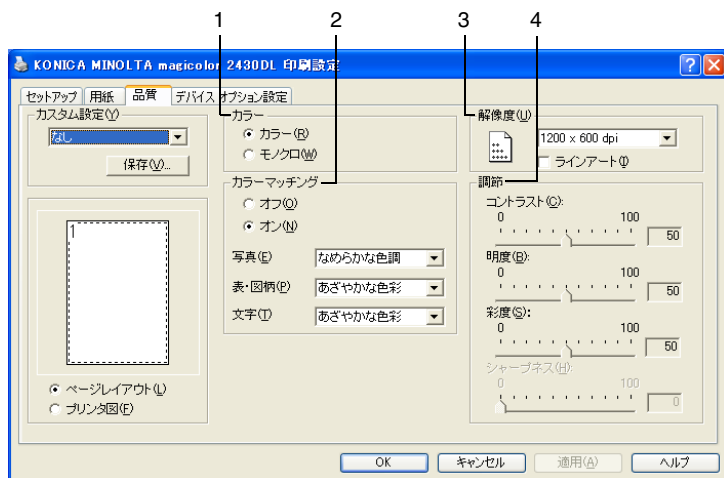 1 2 3 4
KONICA MINOLTA magicolor 2430DL 印刷設定
セットアップ 用紙 品質 デバイス オプション設定
カスタム設定(Y)
なし
保存(V)...
1
ページレイアウト(L)
プリンタ図(F)
カラー
カラー(R)
モノクロ(W)
カラーマッチング
オフ(O)
オン(N)
写真(E) なめらかな色調
表・図柄(P) あざやかな色彩
文字(T) あざやかな色彩
解像度(U)
1200 x 600 dpi
ラインアート(I)
調節
コントラスト(C):
0 100
50
明度(B):
0 100
50
彩度(S):
0 100
50
シャープネス(H):
0 100
0
OK キャンセル 適用(A) ヘルプ